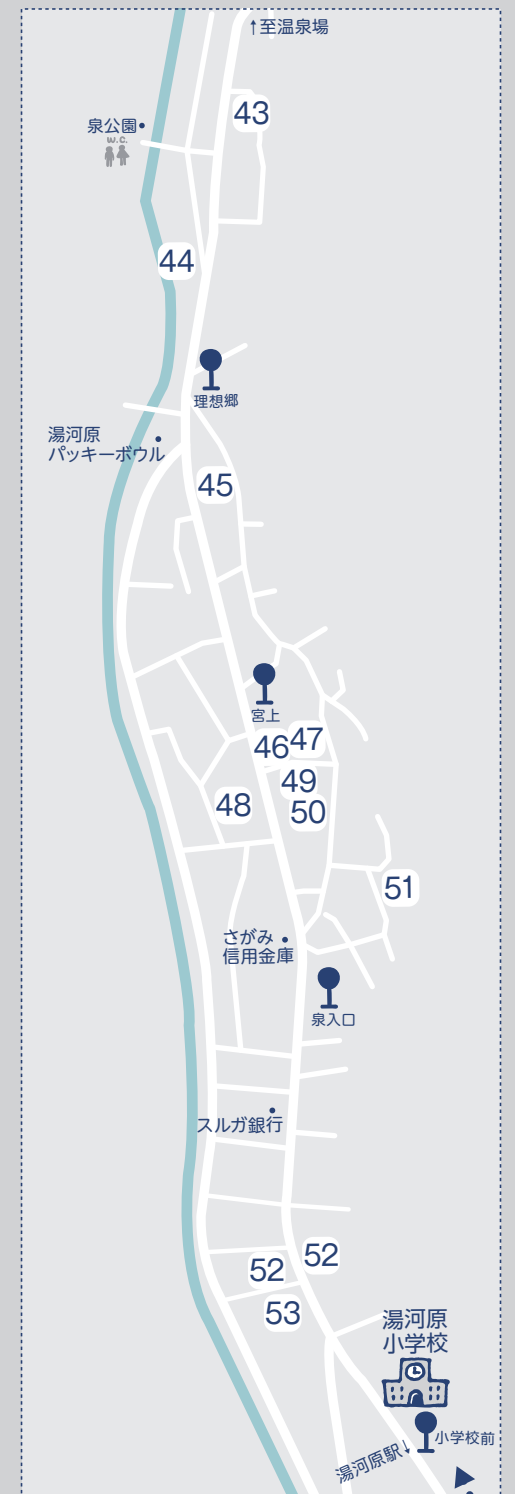 ↑至温泉場
43
泉公園
w.c.
44
理想郷
湯河原
パッキーボウル
45
宮上
46
47
49
48
50
51
さがみ
信用金庫
泉入口
スルガ銀行
52
52
53
湯河原
小学校
小学校前
湯河原駅↓